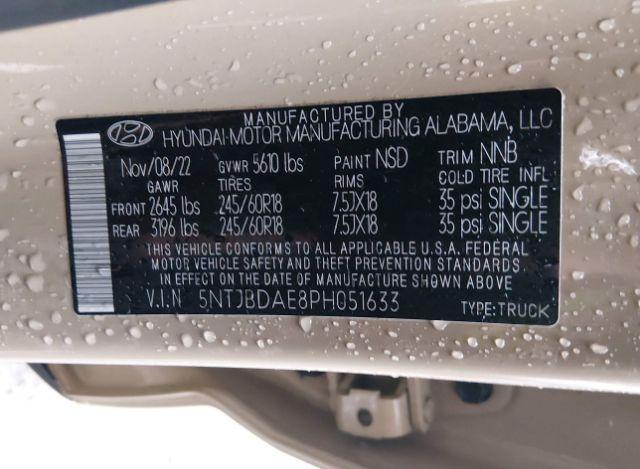 MANUFACTURED BY
HYUNDAI MOTOR MANUFACTURING ALABAMA, LLC
Nov/08/22 GVWR 5610 lbs PAINT NSD TRIM NNB
GAWR TIRES RIMS COLD TIRE INFL
FRONT 2645 lbs 245/60R18 7.5JX18 35 psi SINGLE
REAR 3196 lbs 245/60R18 7.5JX18 35 psi SINGLE
THIS VEHICLE CONFORMS TO ALL APPLICABLE U.S.A. FEDERAL
MOTOR VEHICLE SAFETY AND THEFT PREVENTION STANDARDS
IN EFFECT ON THE DATE OF MANUFACTURE SHOWN ABOVE
V.I.N 5NTJBDAE8PH051633 TYPE: TRUCK